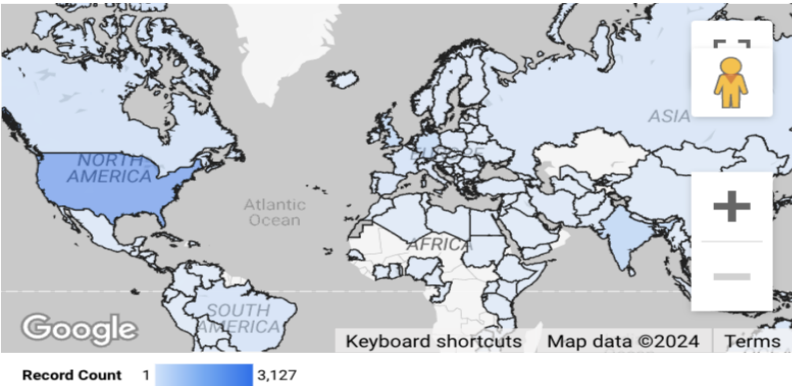 ASIA
NORTH
AMERICA
EUROPE
Atlantic
Ocean
AFRICA
SOUTH
AMERICA
Google
Keyboard shortcuts
Map data ©2024
Terms
Record Count 1 3,127